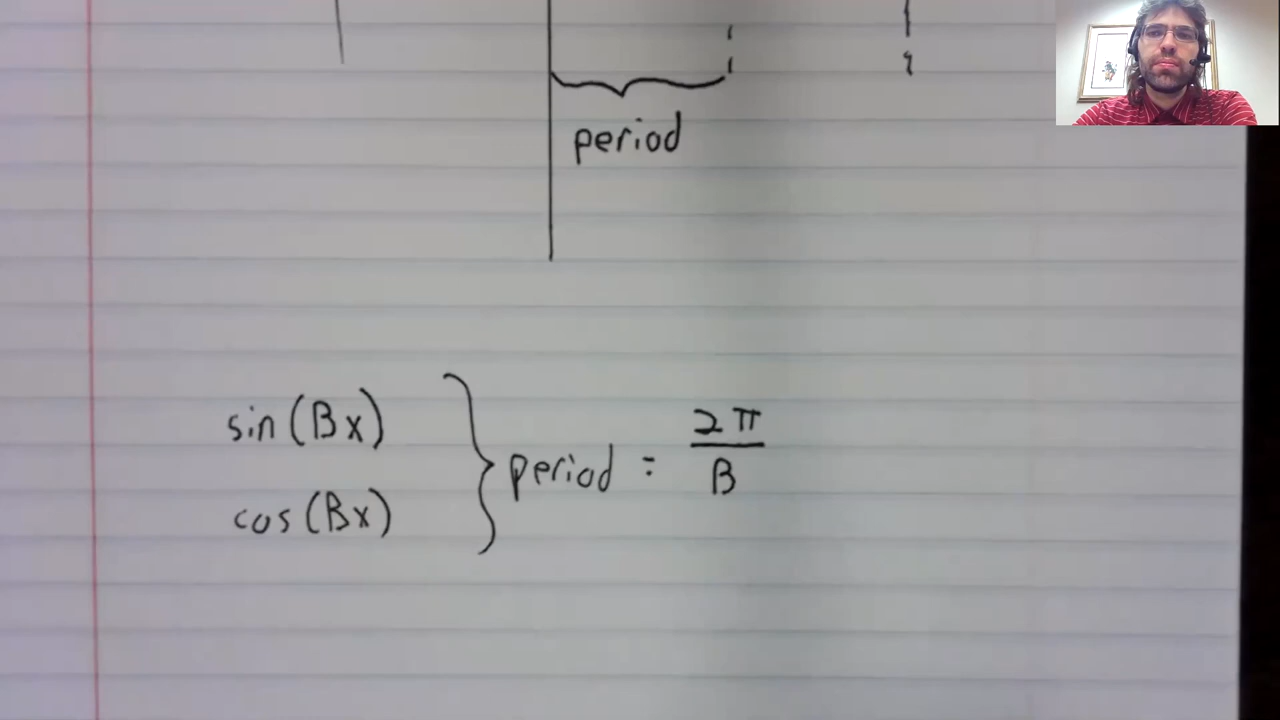 period
sin(Bx)
cos(Bx)
period = 2π/B